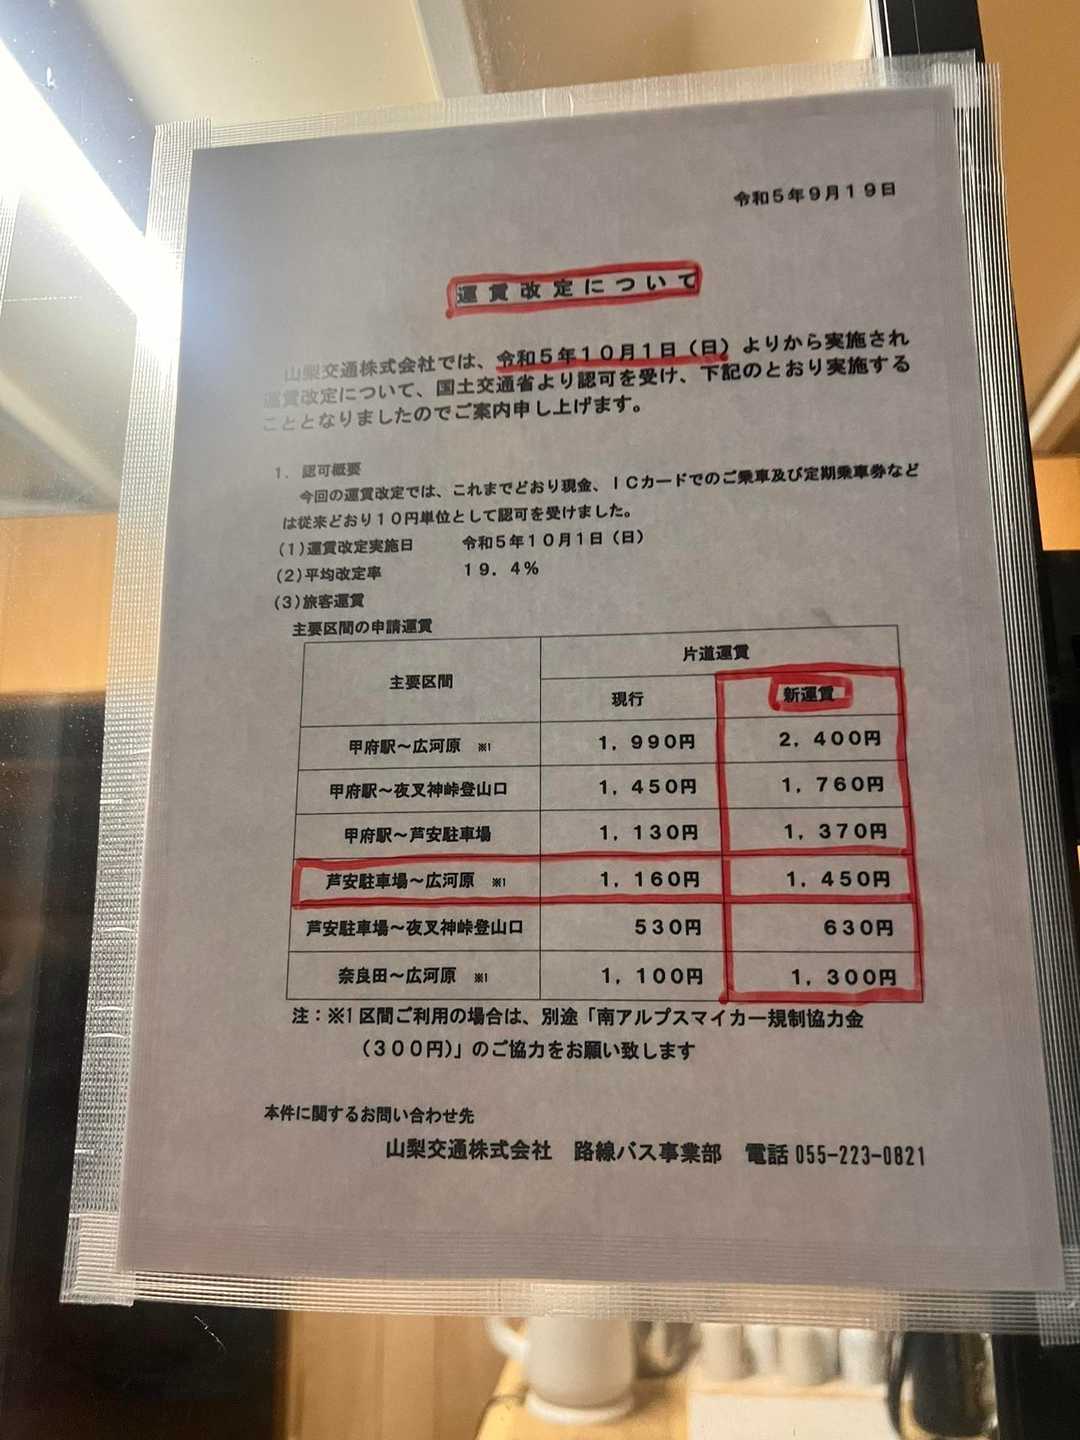 令和5年9月19日
運賃改定について
山梨交通株式会社では、令和5年10月1日（日）よりから実施され
運賃改定について、国土交通省より認可を受け、下記のとおり実施する
こととなりましたのでご案内申し上げます。
1．認可概要
今回の運賃改定では、これまでどおり現金、ICカードでのご乗車及び定期乗車券など
は従来どおり10円単位として認可を受けました。
(1)運賃改定実施日　令和5年10月1日（日）
(2)平均改定率　19．4％
(3)旅客運賃
主要区間の申請運賃
主要区間　片道運賃
現行　新運賃
甲府駅～広河原　※1　1，990円　2，400円
甲府駅～夜叉神峠登山口　1，450円　1，760円
甲府駅～芦安駐車場　1，130円　1，370円
芦安駐車場～広河原　※1　1，160円　1，450円
芦安駐車場～夜叉神峠登山口　530円　630円
奈良田～広河原　※1　1，100円　1，300円
注：※1区間ご利用の場合は、別途「南アルプスマイカー規制協力金
（300円）」のご協力をお願い致します
本件に関するお問い合わせ先
山梨交通株式会社　路線バス事業部　電話055-223-0821